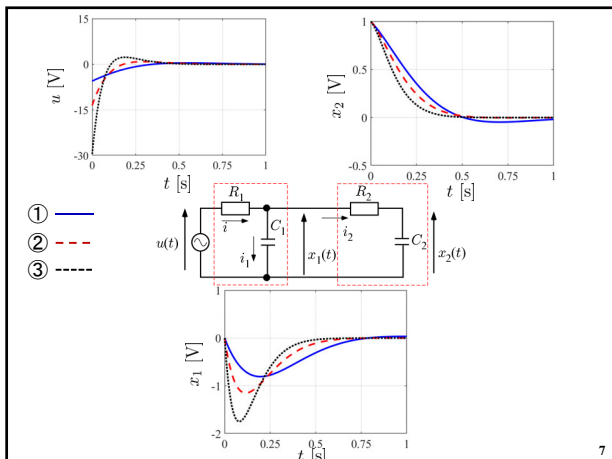 15
0
-15
-30
u [V]
0 0.25 0.5 0.75 1
t [s]
1
0.5
0
-0.5
x₂ [V]
0 0.25 0.5 0.75 1
t [s]
①
②
③
u(t)
R₁
i
i₁
C₁
x₁(t)
i₂
R₂
C₂
x₂(t)
1
0
-1
-2
x₁ [V]
0 0.25 0.5 0.75 1
t [s]
7